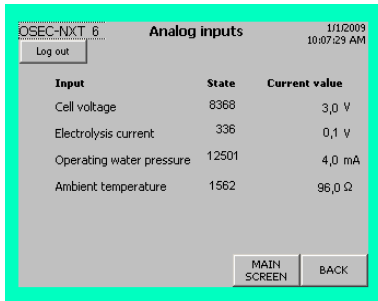 OSEC-NXT 6 Analog inputs 1/1/2009
10:07:29 AM
Log out
Input State Current value
Cell voltage 8368 3,0 V
Electrolysis current 336 0,1 V
Operating water pressure 12501 4,0 mA
Ambient temperature 1562 96,0 Ω
MAIN SCREEN BACK